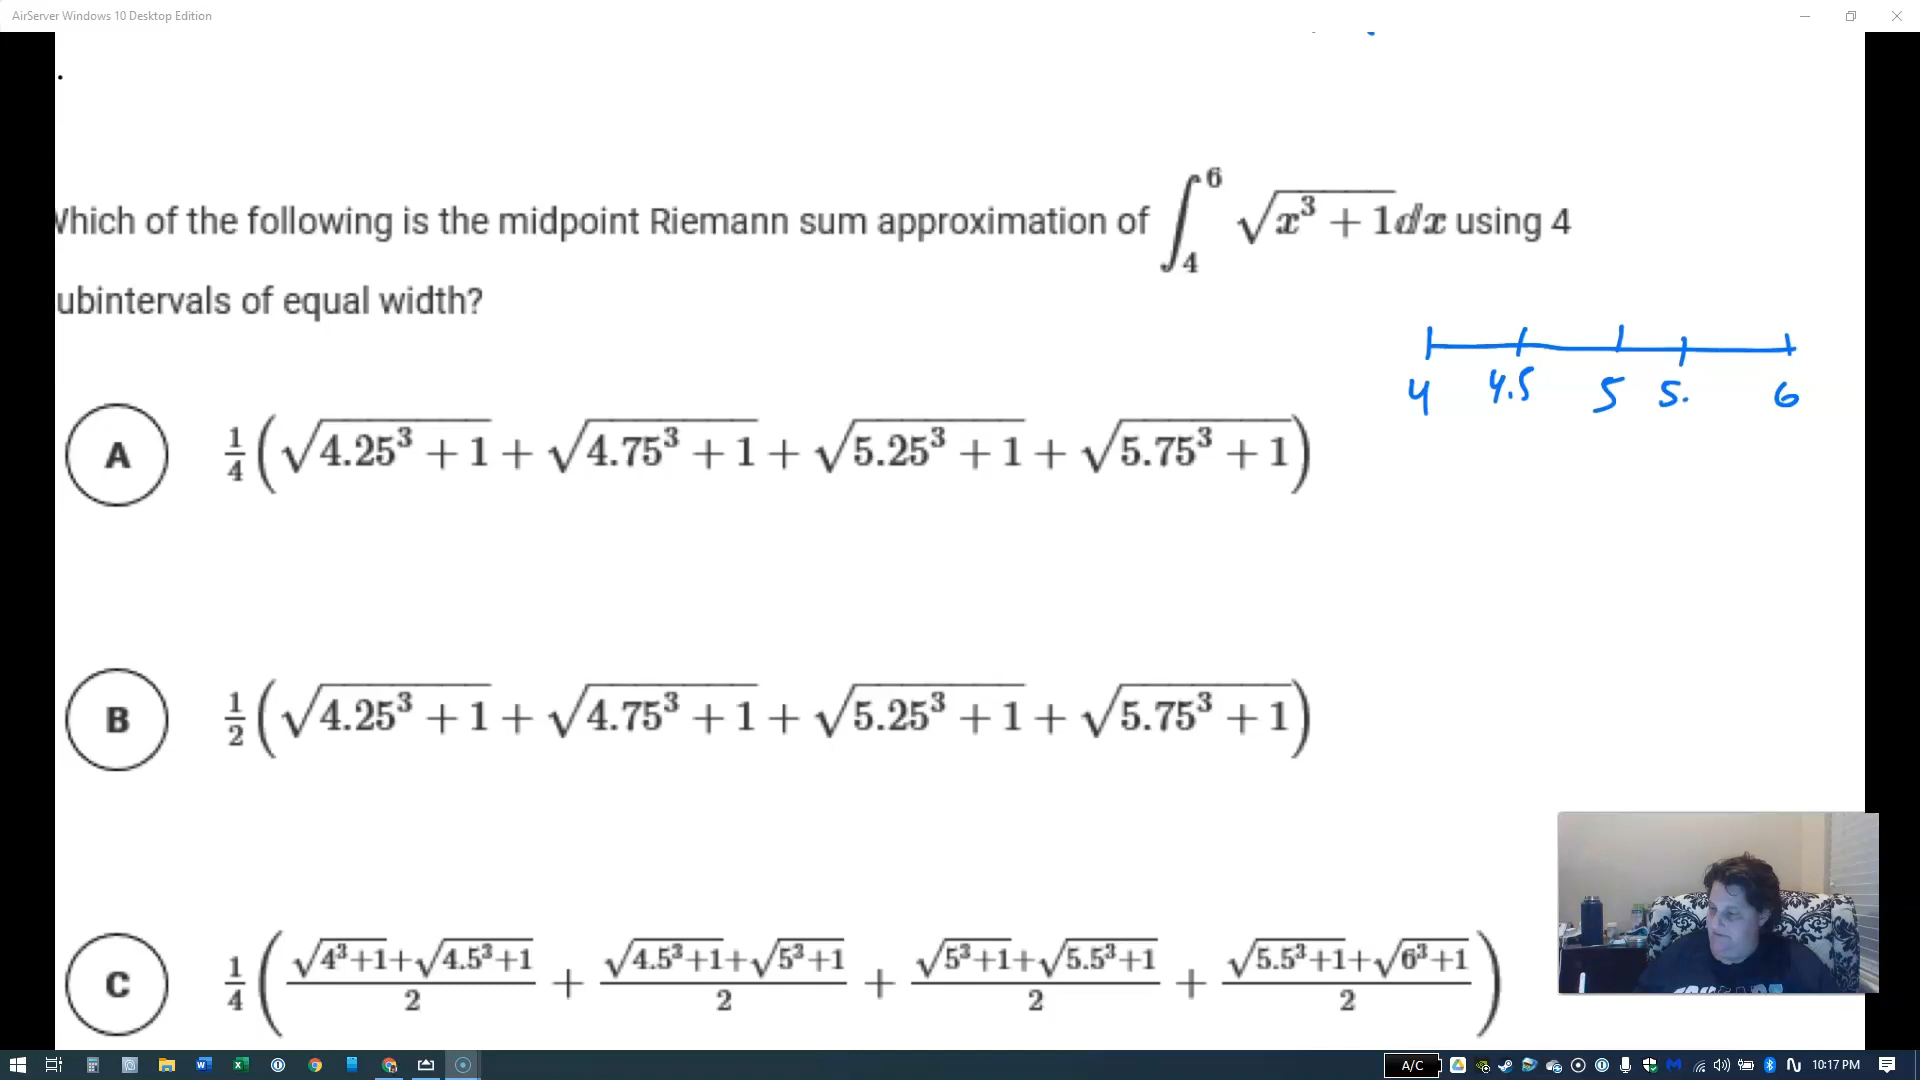 AirServer Windows 10 Desktop Edition
.
Which of the following is the midpoint Riemann sum approximation of ∫₄⁶ √(x³ + 1)dx using 4
ubintervals of equal width?
4 4.5 5 5. 6
A 1/4 (√(4.25³ + 1) + √(4.75³ + 1) + √(5.25³ + 1) + √(5.75³ + 1))
B 1/2 (√(4.25³ + 1) + √(4.75³ + 1) + √(5.25³ + 1) + √(5.75³ + 1))
C 1/4 ((√(4³+1)+√(4.5³+1))/2 + (√(4.5³+1)+√(5³+1))/2 + (√(5³+1)+√(5.5³+1))/2 + (√(5.5³+1)+√(6³+1))/2)
A/C 10:17 PM